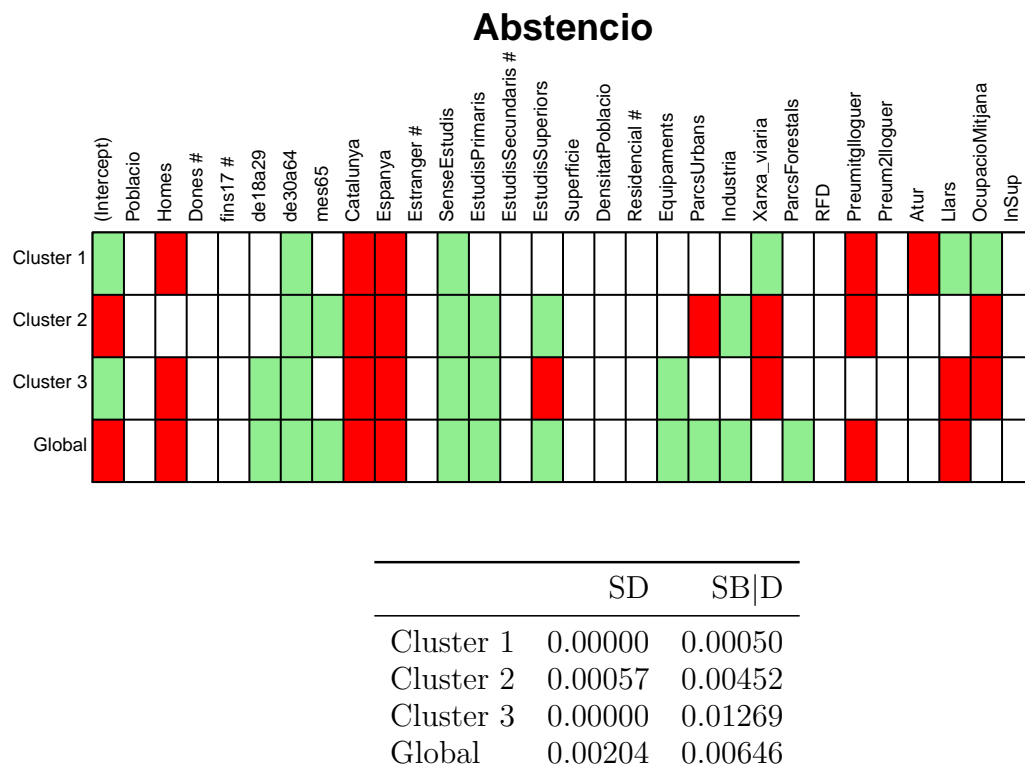 Abstencio
(Intercept)
Poblacio
Homes
Dones #
fins17 #
de18a29
de30a64
mes65
Catalunya
Espanya
Estranger #
SenseEstudis
EstudisPrimaris
EstudisSecundaris #
EstudisSuperiors
Superficie
DensitatPoblacio
Residencial #
Equipaments
ParcsUrbans
Industria
Xarxa_viaria
ParcsForestals
RFD
Preumitglloguer
Preum2lloguer
Atur
Llars
OcupacioMitjana
InSup
Cluster 1
Cluster 2
Cluster 3
Global
SD SB|D
Cluster 1 0.00000 0.00050
Cluster 2 0.00057 0.00452
Cluster 3 0.00000 0.01269
Global 0.00204 0.00646